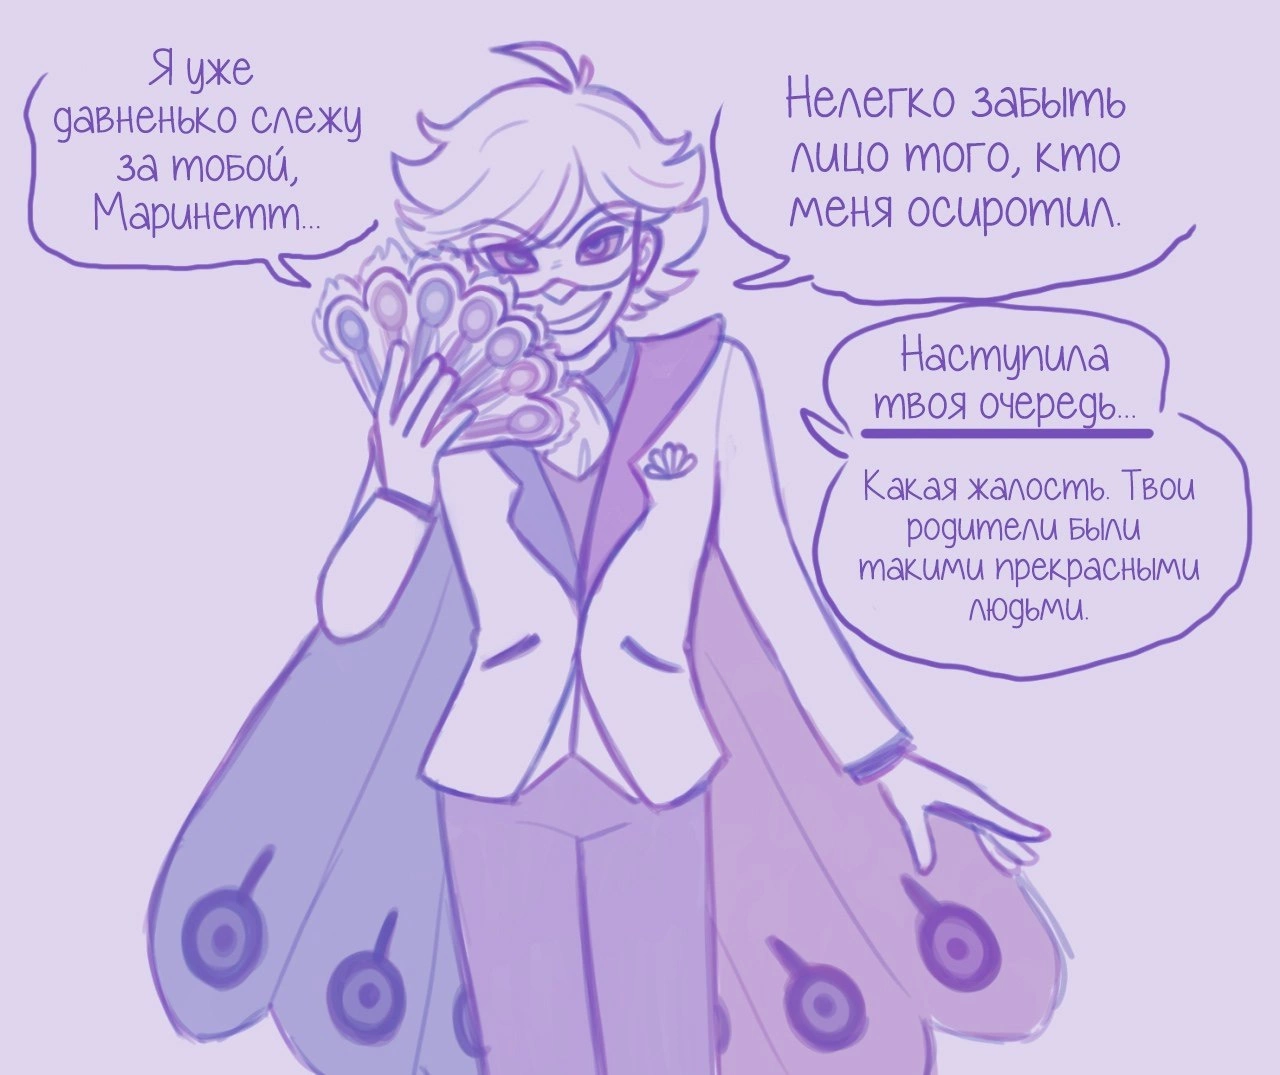 Я уже
давненько слежу
за тобой,
Маринетт...
Нелегко забыть
лицо того, кто
меня осиротил.
Наступила
твоя очередь...
Какая жалость. Твои
родители были
такими прекрасными
людьми.